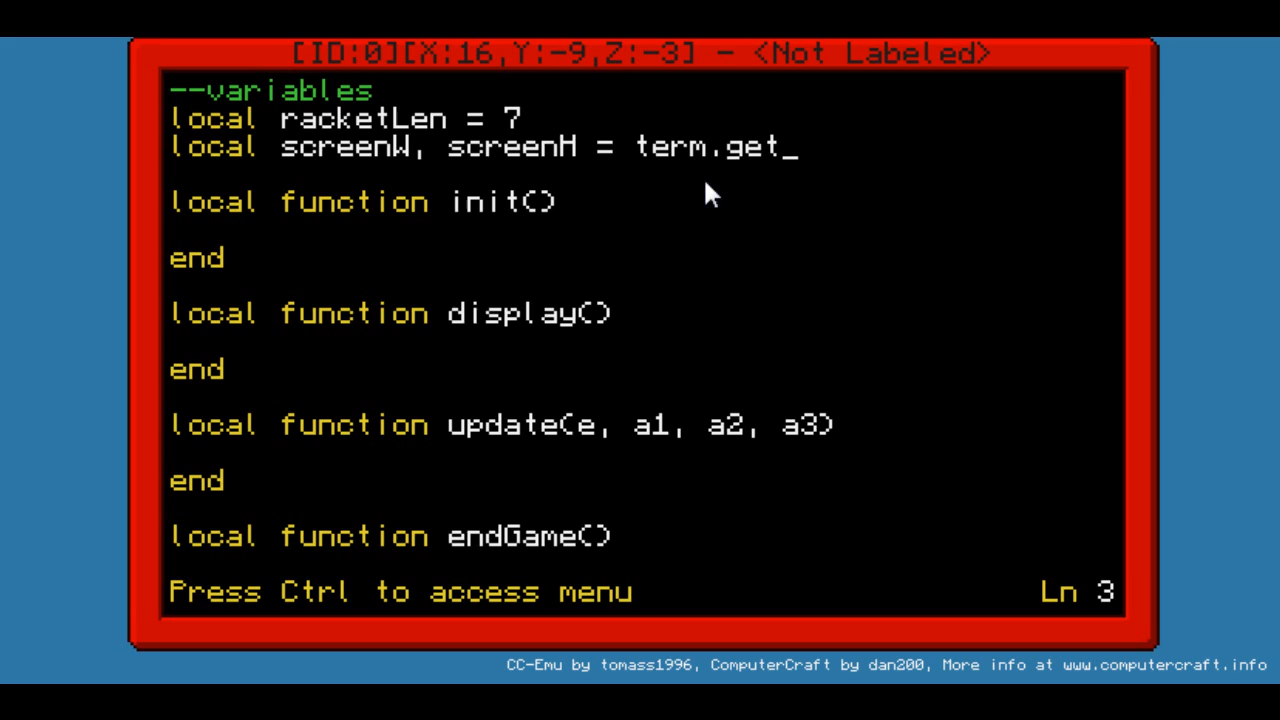 [ID:0][X:16,Y:-9,Z:-3] - <Not Labeled>
--variables
local racketLen = 7
local screenW, screenH = term.get_
local function init()
end
local function display()
end
local function update(e, a1, a2, a3)
end
local function endGame()
Press Ctrl to access menu Ln 3
CC-Emu by tomass1996, ComputerCraft by dan200, More info at www.computercraft.info